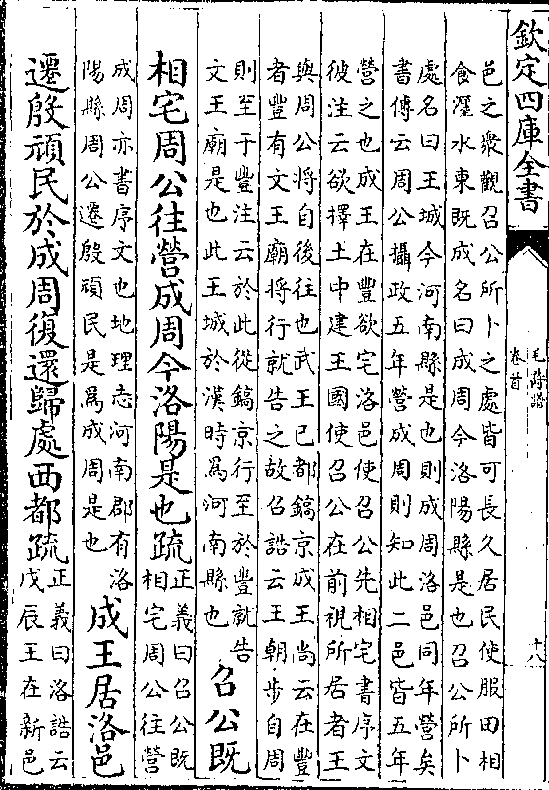 欽定四庫全書
毛詩譜
卷首
十八
邑之衆觀召公所卜之處皆可長久居民使服田相
食瀍水東既成名曰成周今洛陽縣是也召公所卜
處名曰王城今河南縣是也則成周洛邑同年營矣
書傳云周公攝政五年營成周則知此二邑皆五年
營之也成王在豐欲宅洛邑使召公先相宅書序文
彼注云欲擇土中建王國使召公在前視所居者王
與周公將自後往也武王已都鎬京成王尚云在豐
者豐有文王廟將行就告之故召誥云王朝步自周
則至于豐注云於此從鎬京行至於豐就告
文王廟是也此王城於漢時爲河南縣也
召公既
相宅周公往營成周今洛陽是也疏
正義曰召公既
相宅周公往營
成周亦書序文也地理志河南郡有洛
陽縣周公遷殷頑民是爲成周是也
成王居洛邑
遷殷頑民於成周復還歸處西都疏
正義曰洛誥云
戊辰王在新邑